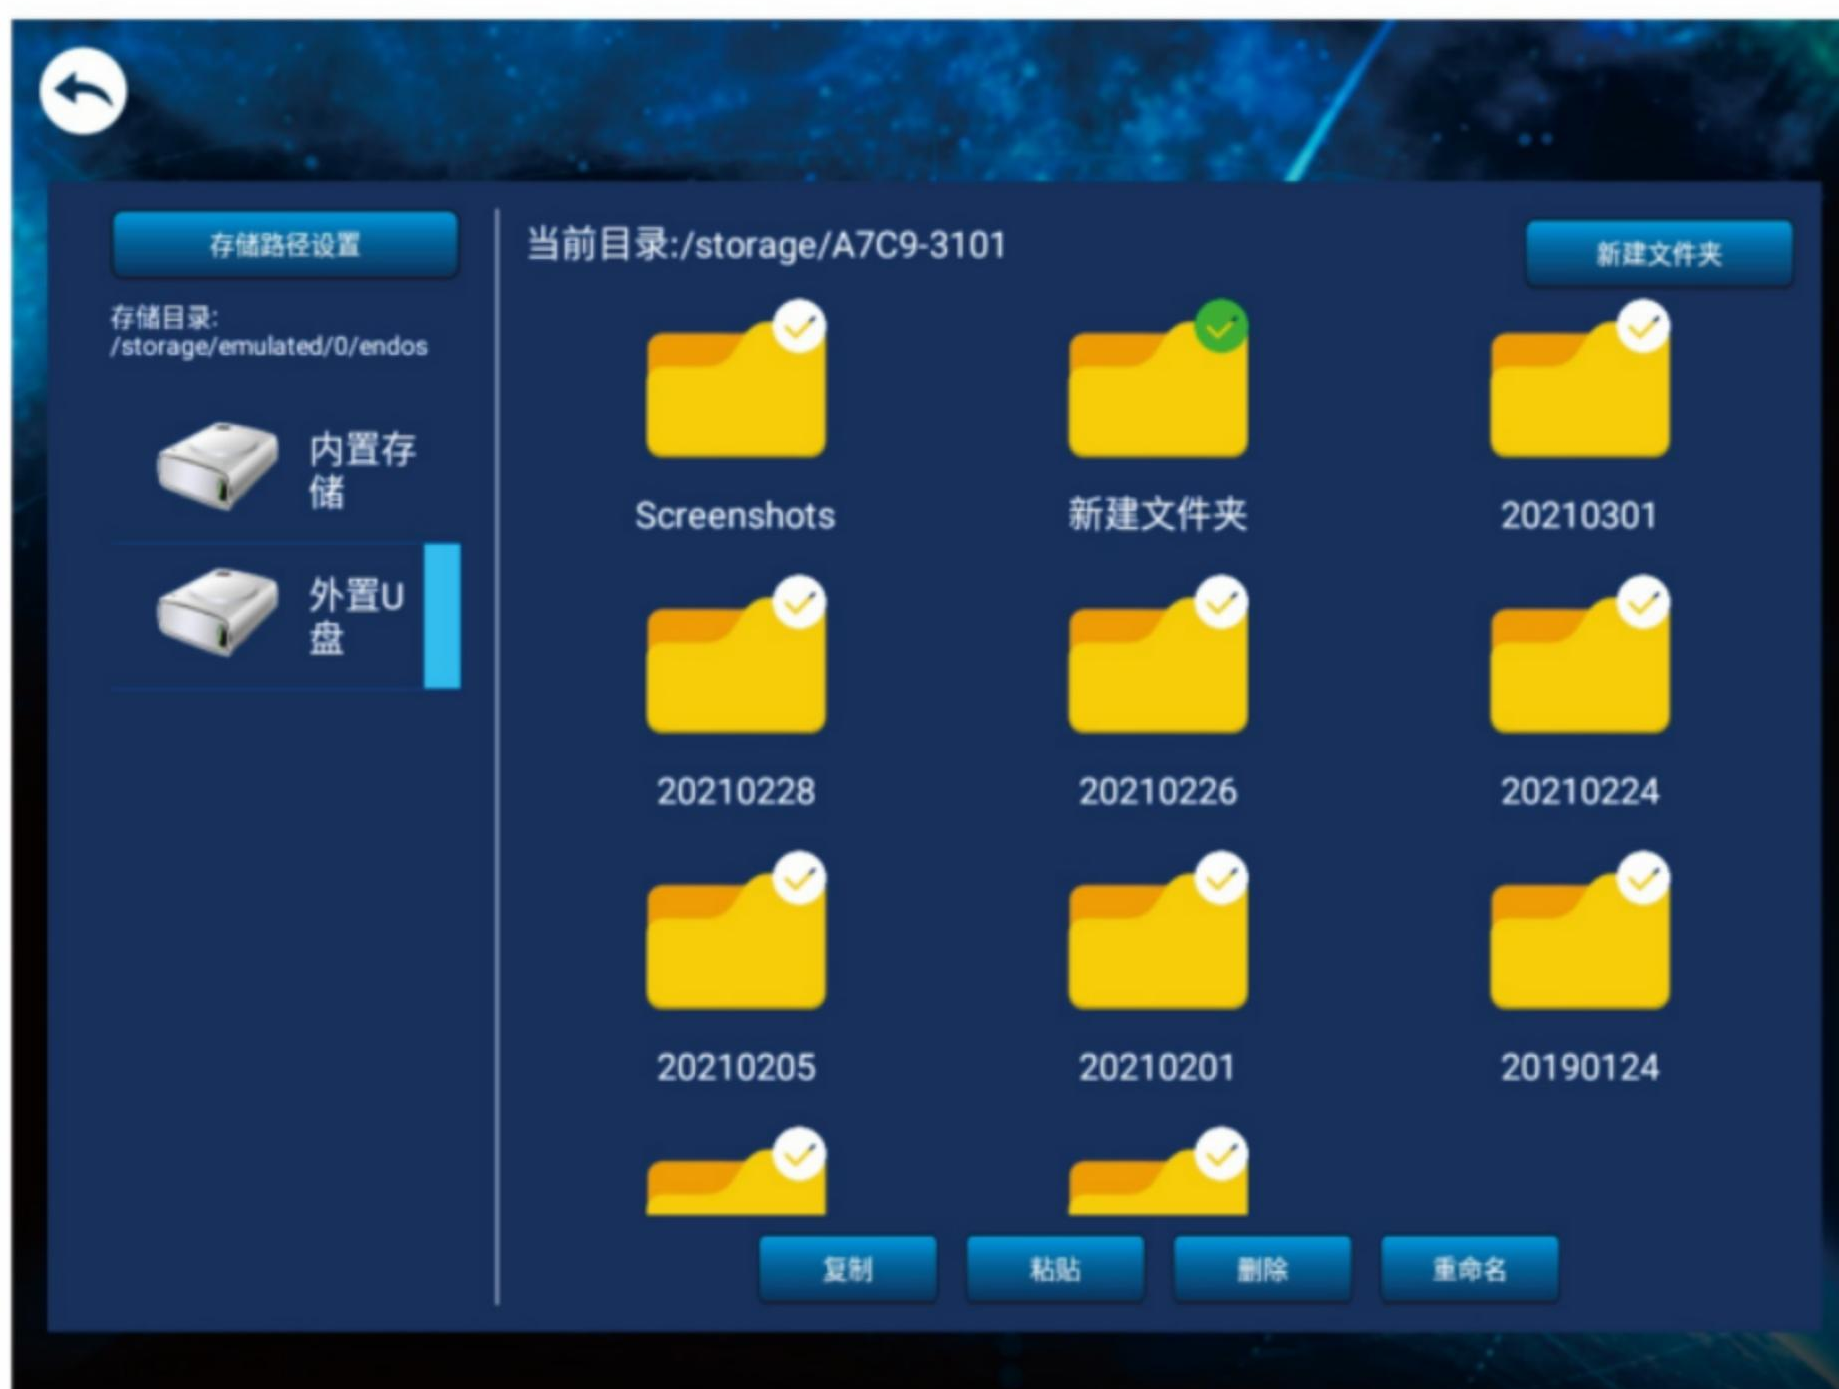 存储路径设置
存储目录:
/storage/emulated/0/endos
内置存
储
外置U
盘
当前目录:/storage/A7C9-3101
新建文件夹
Screenshots
新建文件夹
20210301
20210228
20210226
20210224
20210205
20210201
20190124
复制
粘贴
删除
重命名